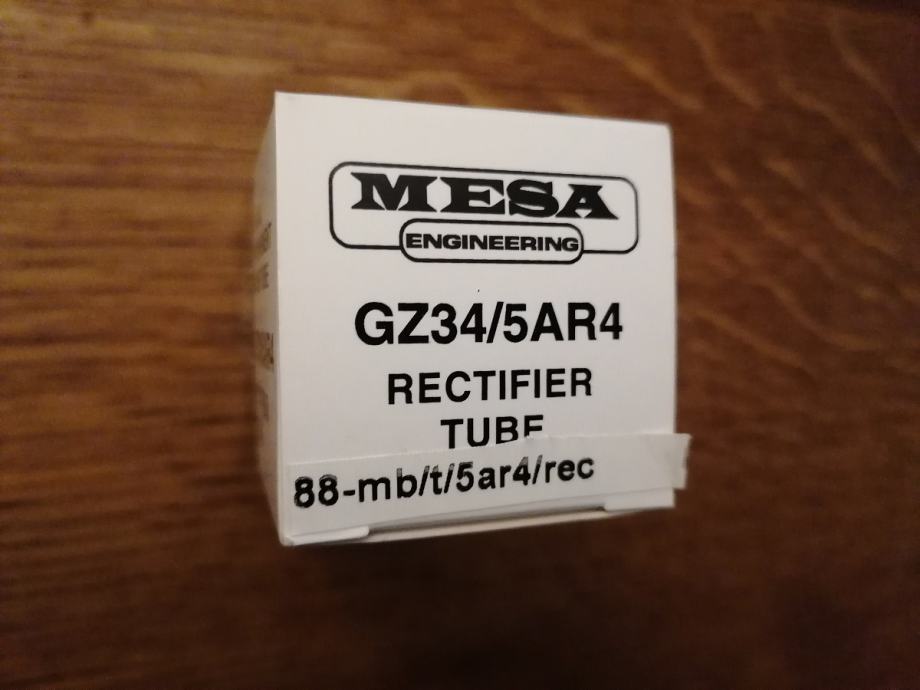 MESA
ENGINEERING
GZ34/5AR4
RECTIFIER
TUBE
88-mb/t/5ar4/rec